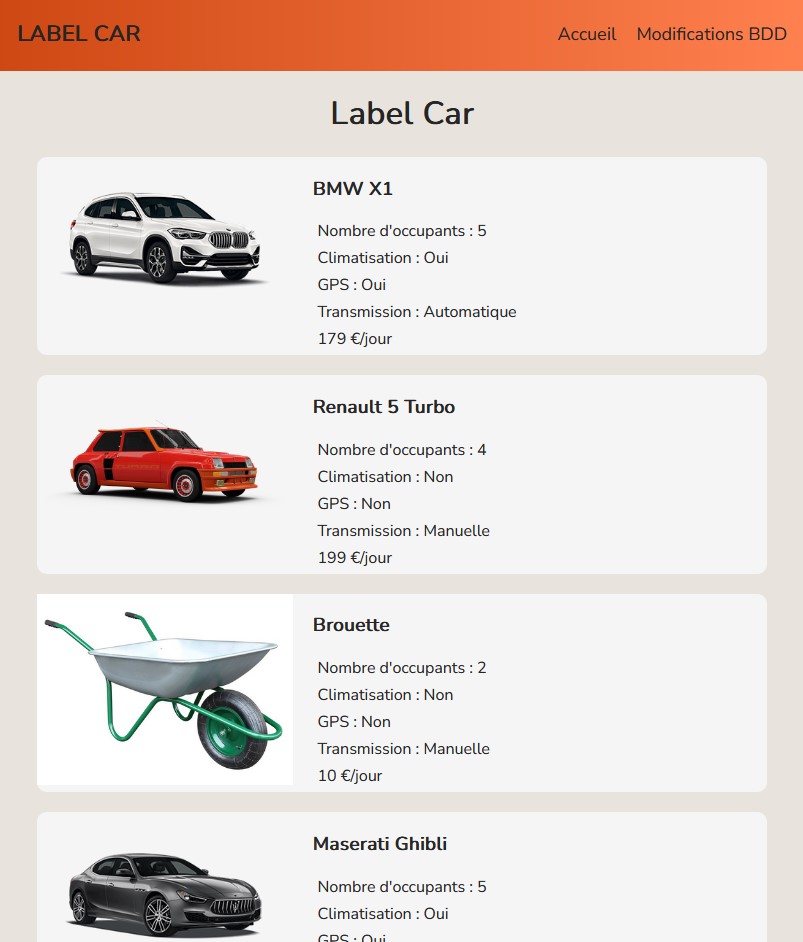 LABEL CAR
Accueil Modifications BDD
Label Car
BMW X1
Nombre d'occupants : 5
Climatisation : Oui
GPS : Oui
Transmission : Automatique
179 €/jour
Renault 5 Turbo
Nombre d'occupants : 4
Climatisation : Non
GPS : Non
Transmission : Manuelle
199 €/jour
Brouette
Nombre d'occupants : 2
Climatisation : Non
GPS : Non
Transmission : Manuelle
10 €/jour
Maserati Ghibli
Nombre d'occupants : 5
Climatisation : Oui
GPS : Oui